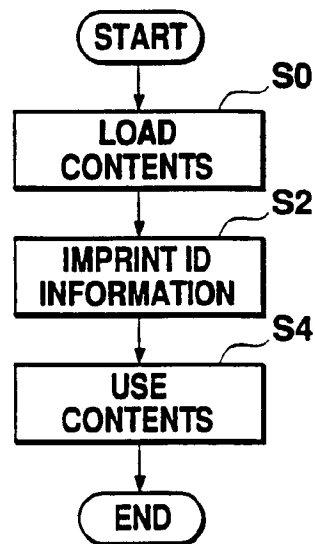 START
S0
LOAD
CONTENTS
S2
IMPRINT ID
INFORMATION
S4
USE
CONTENTS
END